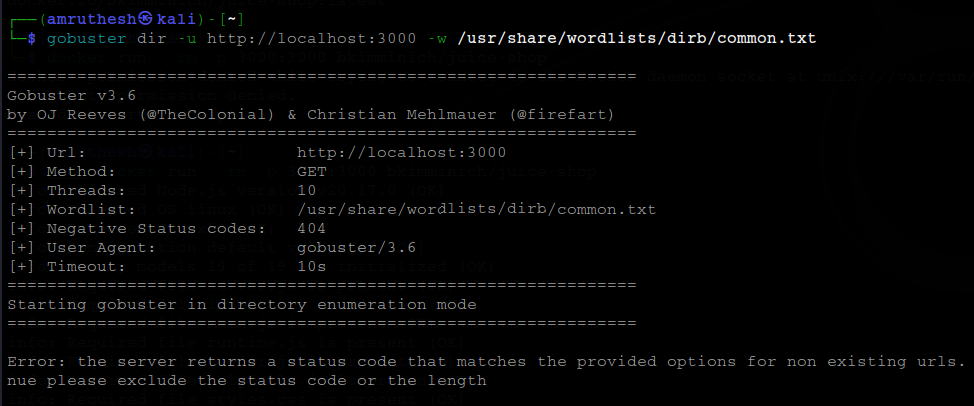 ┌──(amruthesh㉿kali)-[~]
└─$ gobuster dir -u http://localhost:3000 -w /usr/share/wordlists/dirb/common.txt
===============================================================
Gobuster v3.6
by OJ Reeves (@TheColonial) & Christian Mehlmauer (@firefart)
===============================================================
[+] Url:                     http://localhost:3000
[+] Method:                  GET
[+] Threads:                 10
[+] Wordlist:                /usr/share/wordlists/dirb/common.txt
[+] Negative Status codes:   404
[+] User Agent:              gobuster/3.6
[+] Timeout:                 10s
===============================================================
Starting gobuster in directory enumeration mode
===============================================================
Error: the server returns a status code that matches the provided options for non existing urls.
nue please exclude the status code or the length